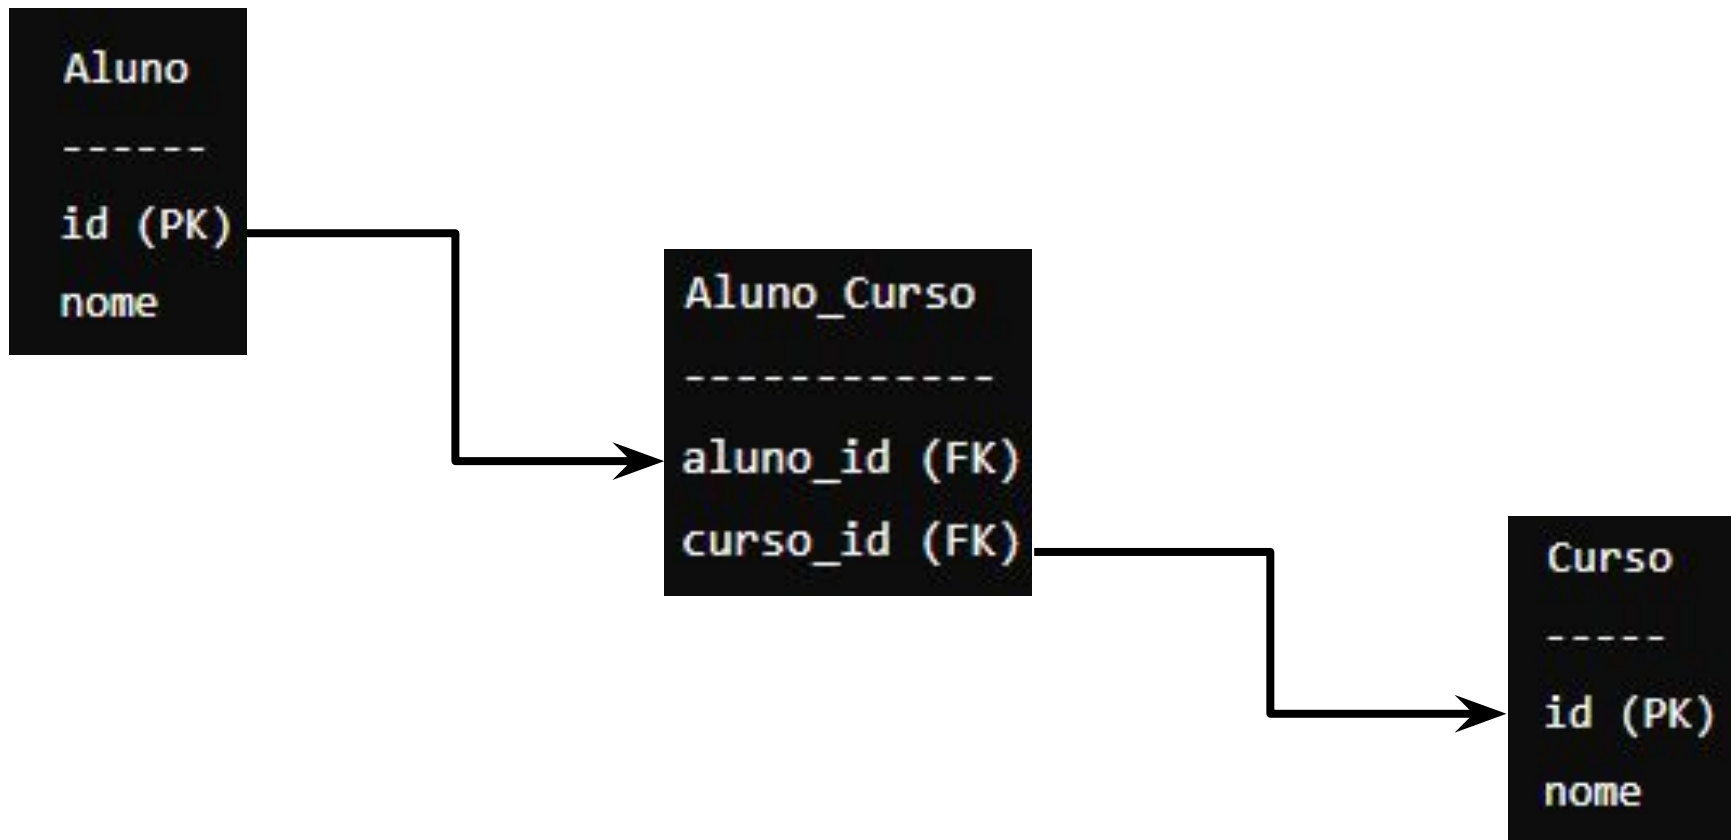 Aluno
------
id (PK)
nome
Aluno_Curso
------------
aluno_id (FK)
curso_id (FK)
Curso
-----
id (PK)
nome